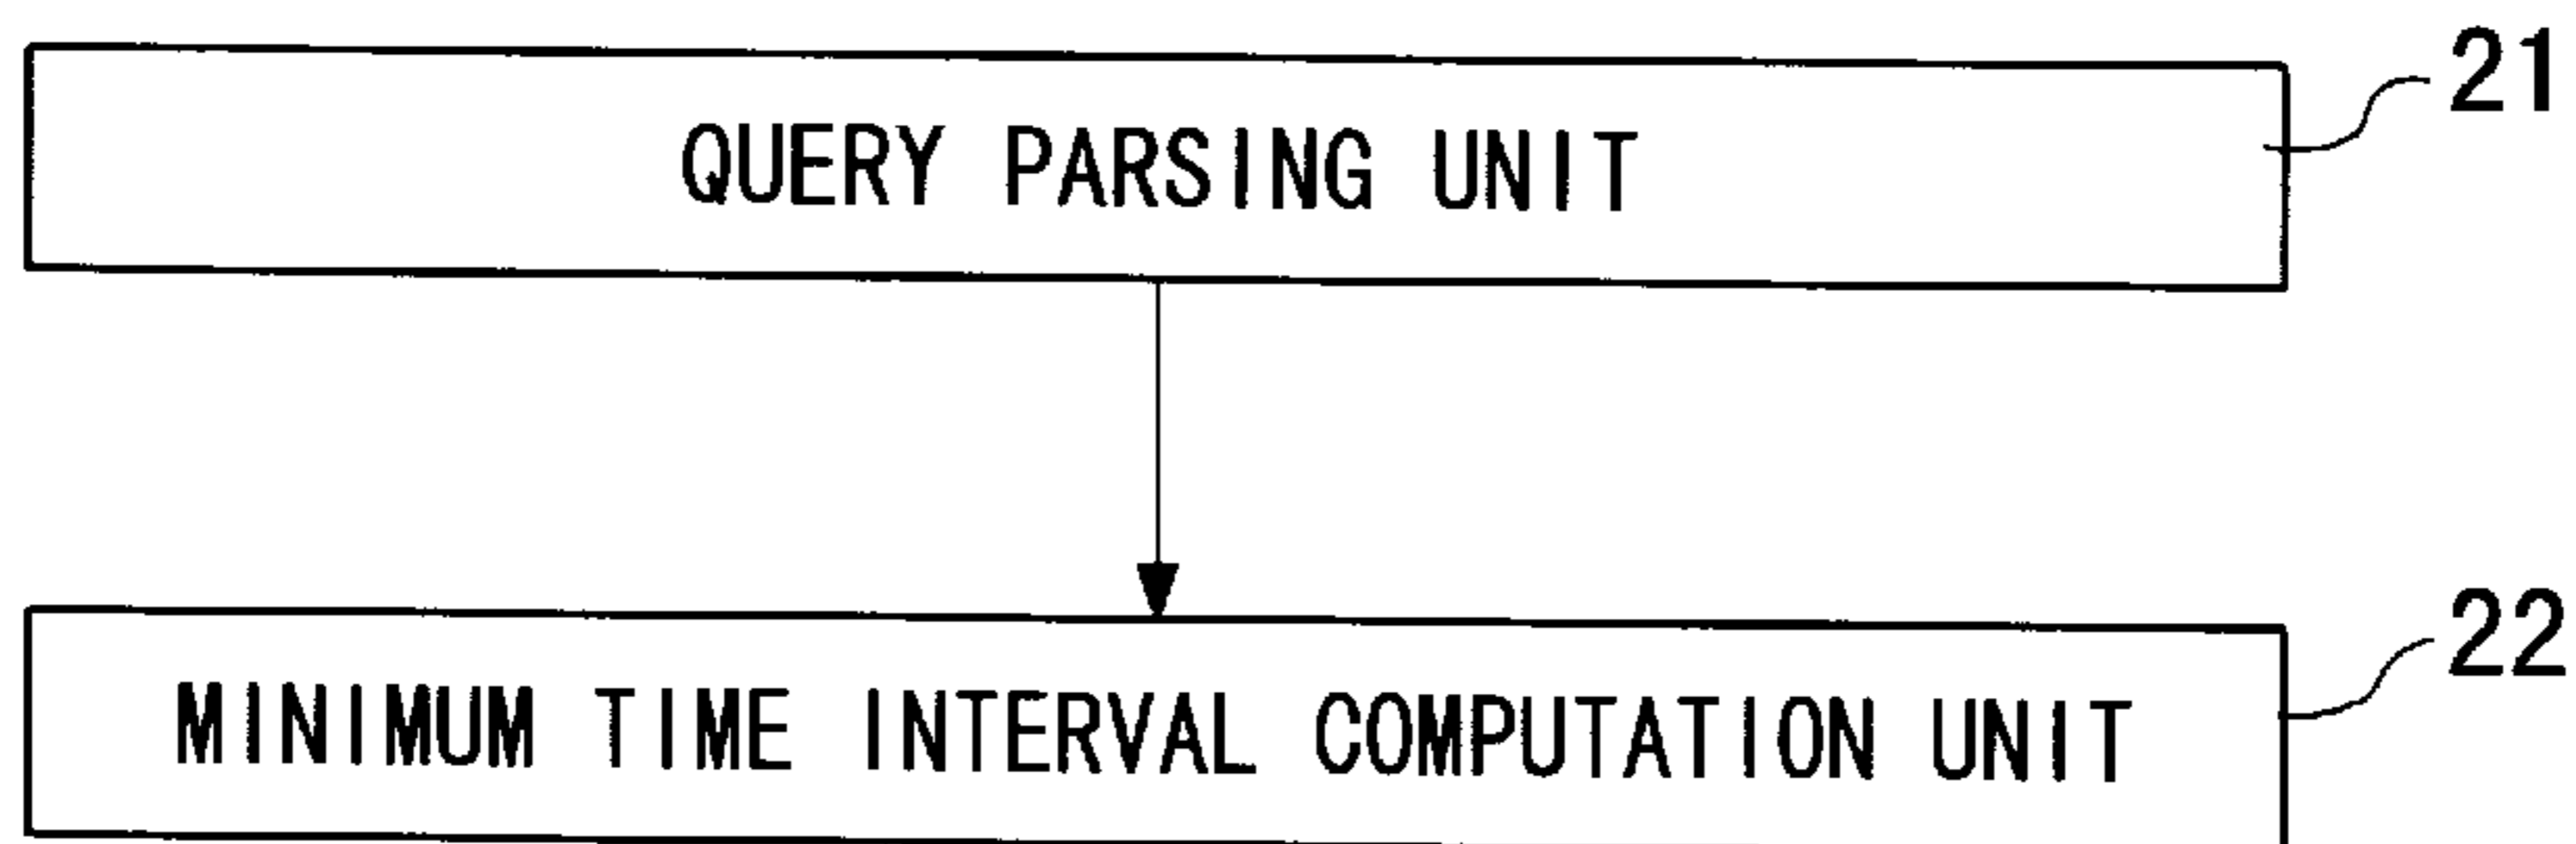 21
QUERY PARSING UNIT
22
MINIMUM TIME INTERVAL COMPUTATION UNIT